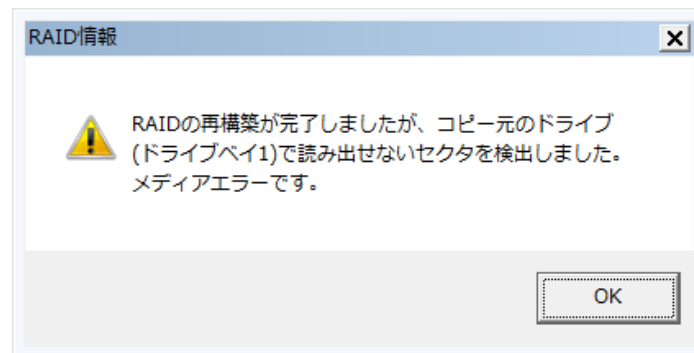 RAID情報
RAIDの再構築が完了しましたが、コピー元のドライブ
(ドライブベイ1)で読み出せないセクタを検出しました。
メディアエラーです。
OK